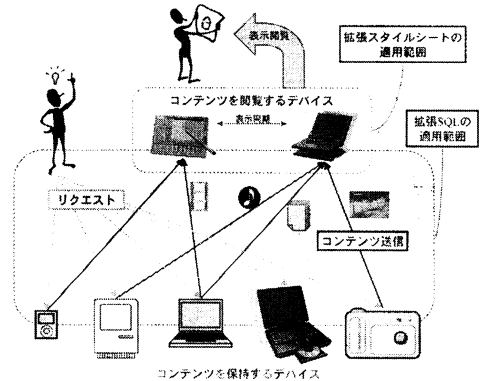 表示閲覧
拡張スタイルシートの
適用範囲
コンテンツを閲覧するデバイス
表示同期
拡張SQLの
適用範囲
リクエスト
コンテンツ送信
コンテンツを保持するデバイス